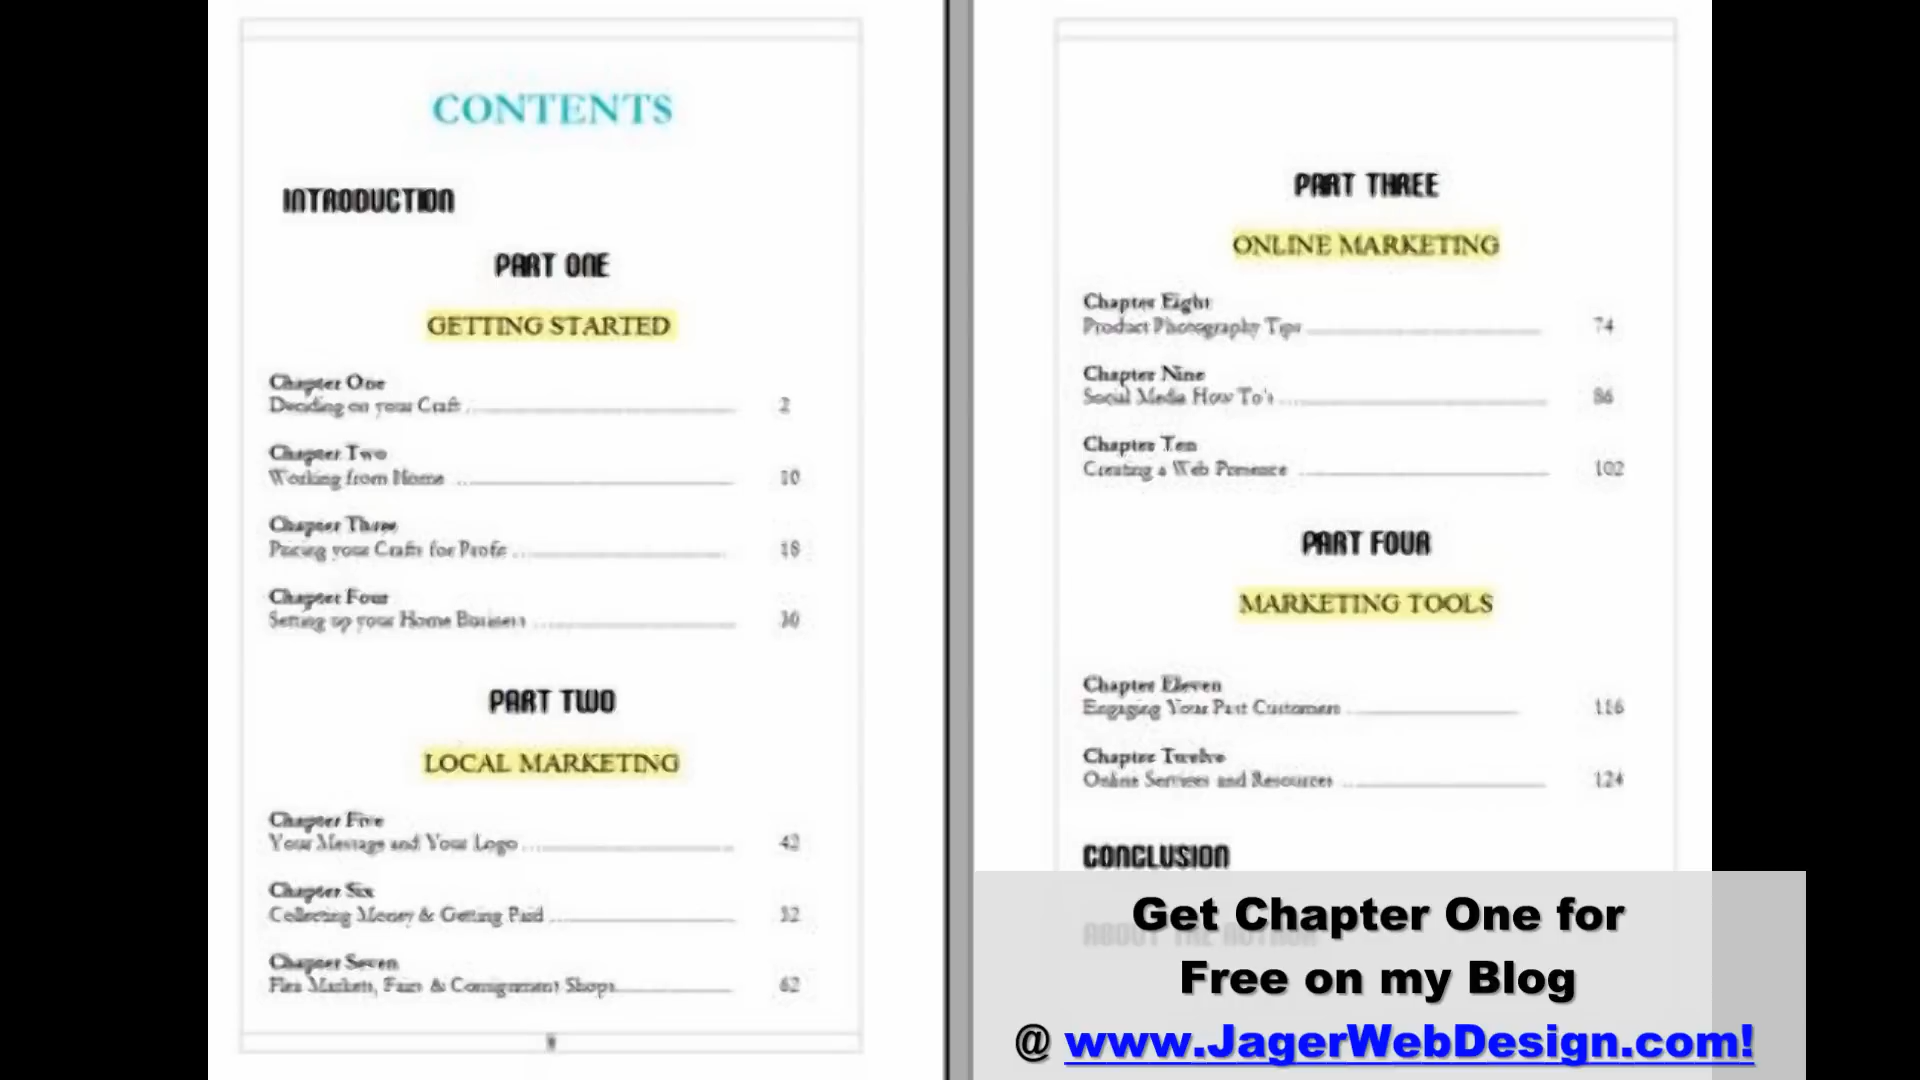 CONTENTS
INTRODUCTION
PART ONE
GETTING STARTED
Chapter One
Deciding on your Craft 2
Chapter Two
Working from Home 10
Chapter Three
Pricing your Crafts for Profit 18
Chapter Four
Setting up your Home Business 30
PART TWO
LOCAL MARKETING
Chapter Five
Your Message and Your Logo 42
Chapter Six
Collecting Money & Getting Paid 52
Chapter Seven
Flea Markets, Fairs & Consignment Shops 62
PART THREE
ONLINE MARKETING
Chapter Eight
Product Photography Tips 74
Chapter Nine
Social Media How To's 86
Chapter Ten
Creating a Web Presence 102
PART FOUR
MARKETING TOOLS
Chapter Eleven
Engaging Your Past Customers 116
Chapter Twelve
Online Services and Resources 124
CONCLUSION
ABOUT THE AUTHOR
Get Chapter One for
Free on my Blog
@ www.JagerWebDesign.com!